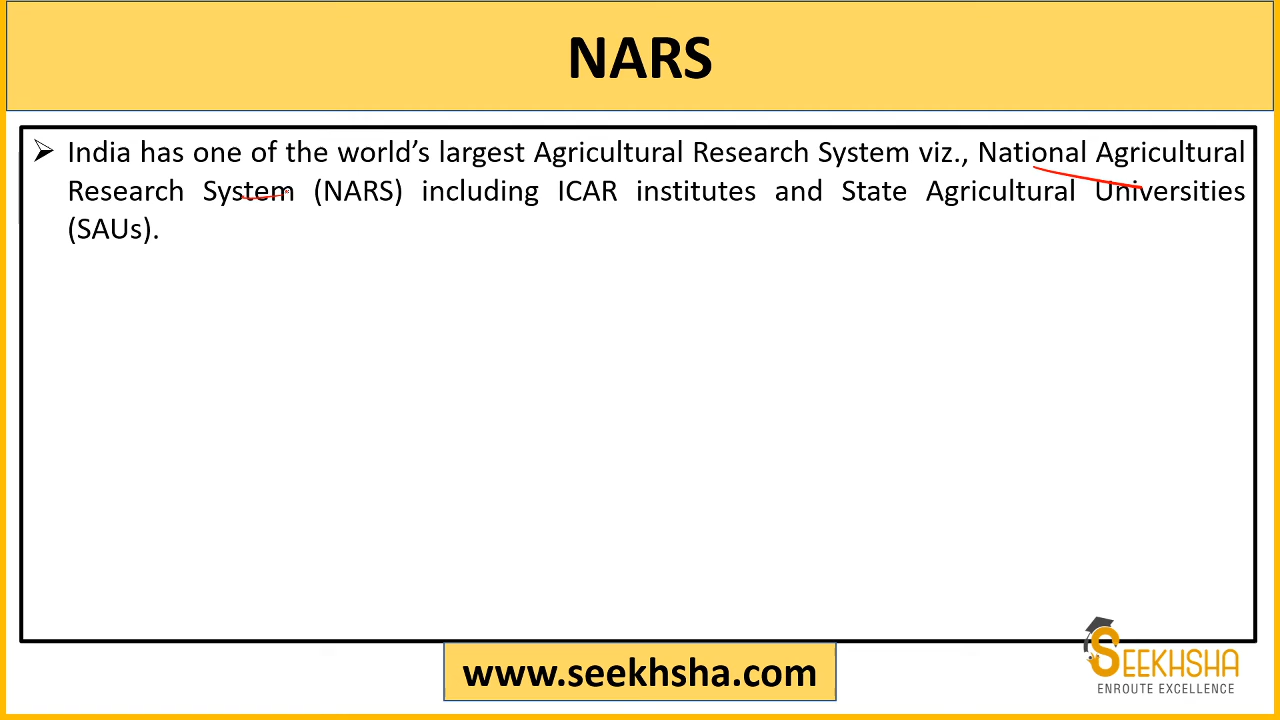 NARS
India has one of the world’s largest Agricultural Research System viz., National Agricultural
Research System (NARS) including ICAR institutes and State Agricultural Universities
(SAUs).
www.seekhsha.com
SEEKHSHA
ENROUTE EXCELLENCE